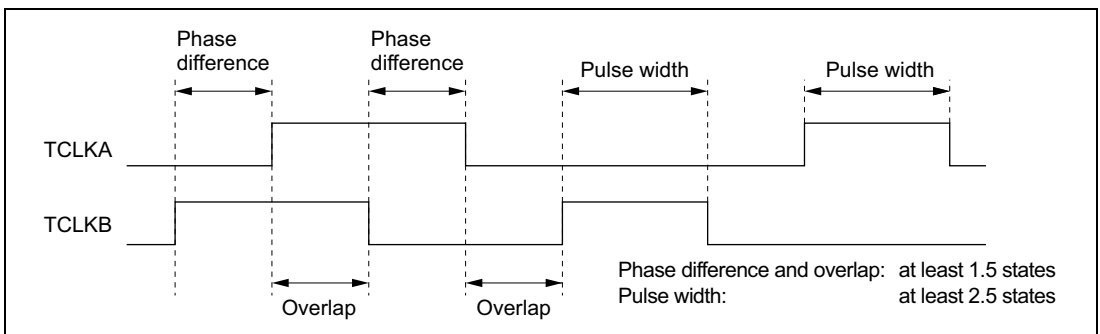 Phase
difference
Phase
difference
Pulse width
Pulse width
TCLKA
TCLKB
Overlap
Overlap
Phase difference and overlap: at least 1.5 states
Pulse width: at least 2.5 states